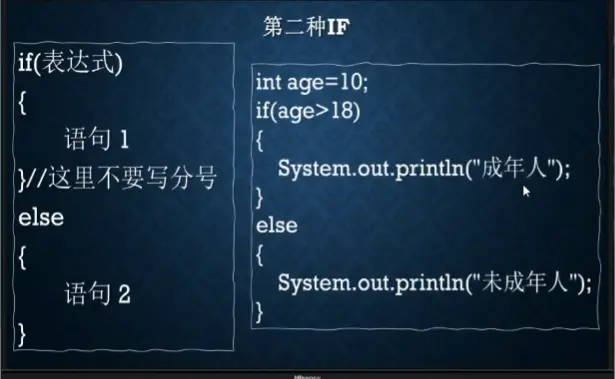 第二种IF
if(表达式)
{
语句 1
}//这里不要写分号
else
{
语句 2
}
int age=10;
if(age>18)
{
System.out.println("成年人");
}
else
{
System.out.println("未成年人");
}
Hisense